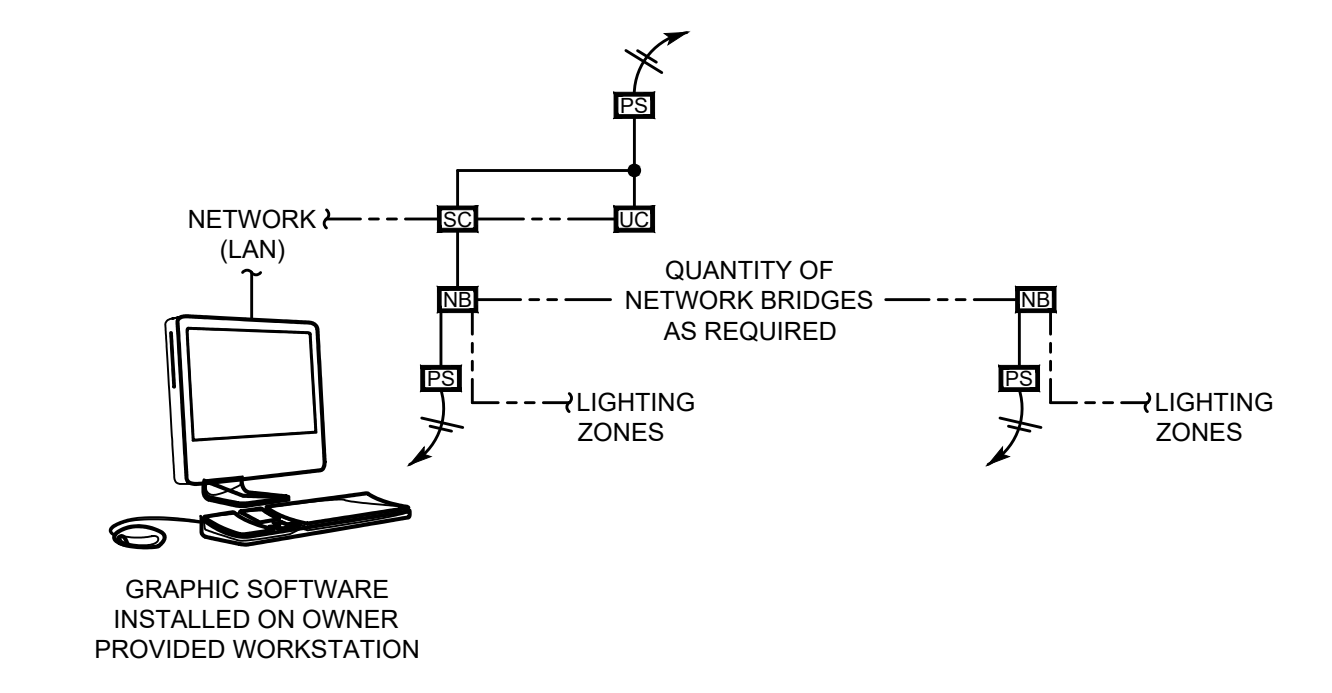 PS
NETWORK
(LAN)
SC
UC
NB
QUANTITY OF
NETWORK BRIDGES
AS REQUIRED
NB
PS
LIGHTING
ZONES
PS
LIGHTING
ZONES
GRAPHIC SOFTWARE
INSTALLED ON OWNER
PROVIDED WORKSTATION